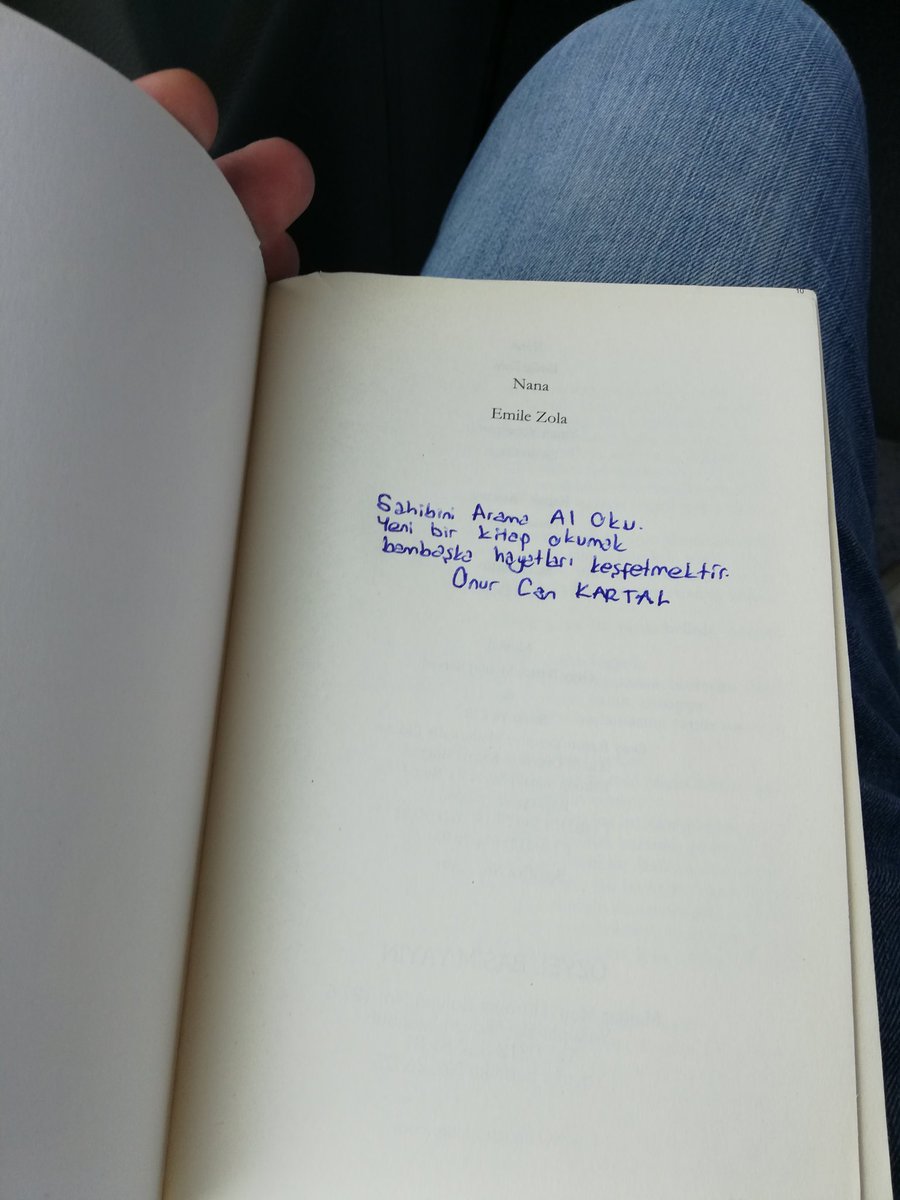 Nana
Emile Zola
Sahibini Arama Al Oku.
Yeni bir kitap okumak
bambaşka hayatları keşfetmektir.
Onur Can KARTAL